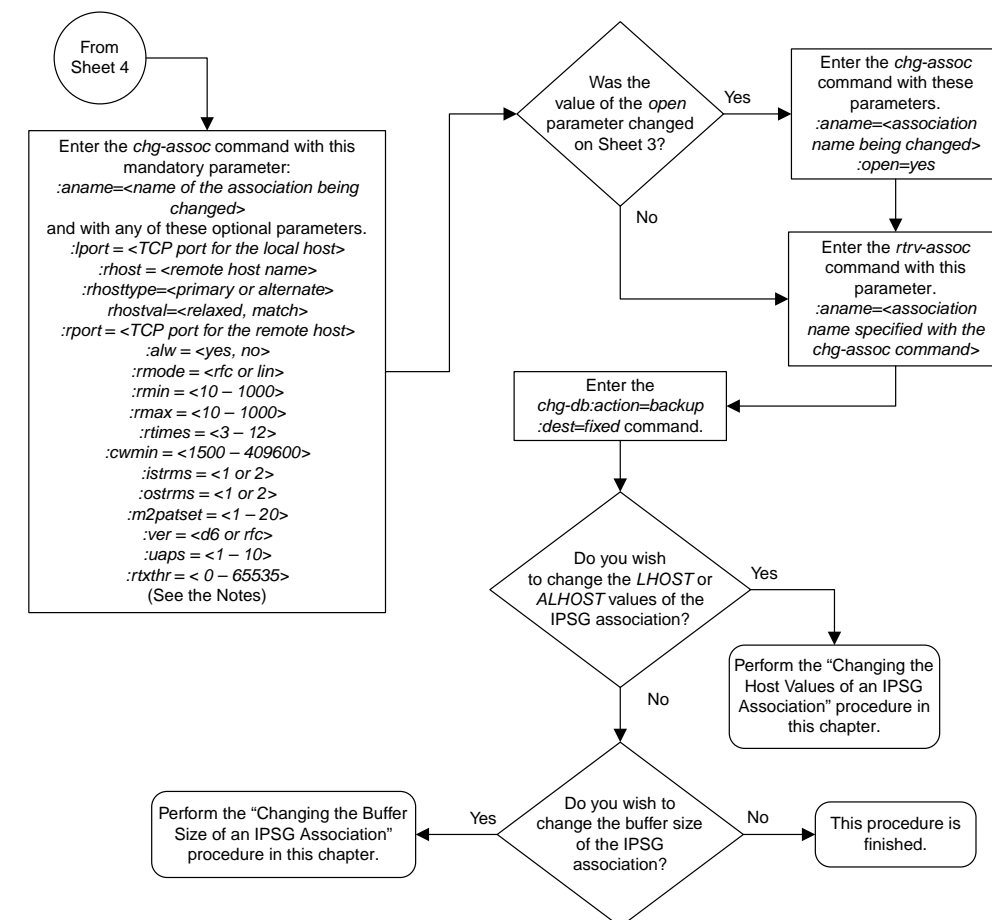 From
Sheet 4
Enter the chg-assoc command with this
mandatory parameter:
:aname=<name of the association being
changed>
and with any of these optional parameters.
:lport = <TCP port for the local host>
:rhost = <remote host name>
:rhosttype=<primary or alternate>
rhostval=<relaxed, match>
:rport = <TCP port for the remote host>
:alw = <yes, no>
:rmode = <rfc or lin>
:rmin = <10 – 1000>
:rmax = <10 – 1000>
:rtimes = <3 – 12>
:cwmin = <1500 – 409600>
:istrms = <1 or 2>
:ostrms = <1 or 2>
:m2patset = <1 – 20>
:ver = <d6 or rfc>
:uaps = <1 – 10>
:rtxthr = < 0 – 65535>
(See the Notes)
Was the
value of the open
parameter changed
on Sheet 3?
Yes
No
Enter the chg-assoc
command with these
parameters.
:aname=<association
name being changed>
:open=yes
Enter the rtrv-assoc
command with this
parameter.
:aname=<association
name specified with the
chg-assoc command>
Enter the
chg-db:action=backup
:dest=fixed command.
Do you wish
to change the LHOST or
ALHOST values of the
IPSG association?
Yes
No
Perform the “Changing the
Host Values of an IPSG
Association” procedure in
this chapter.
Do you wish to
change the buffer size
of the IPSG
association?
Yes
No
Perform the “Changing the Buffer
Size of an IPSG Association”
procedure in this chapter.
This procedure is
finished.